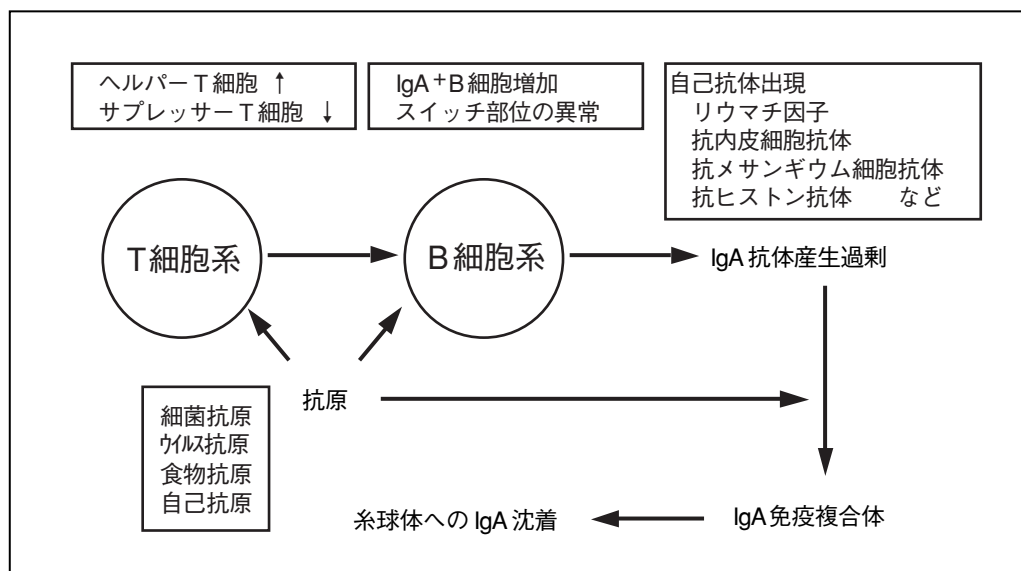 ヘルパーT細胞 ↑
サプレッサーT細胞 ↓
IgA⁺B細胞増加
スイッチ部位の異常
自己抗体出現
リウマチ因子
抗内皮細胞抗体
抗メサンギウム細胞抗体
抗ヒストン抗体 など
T細胞系
B細胞系
IgA抗体産生過剰
抗原
細菌抗原
ウイルス抗原
食物抗原
自己抗原
IgA免疫複合体
糸球体へのIgA沈着